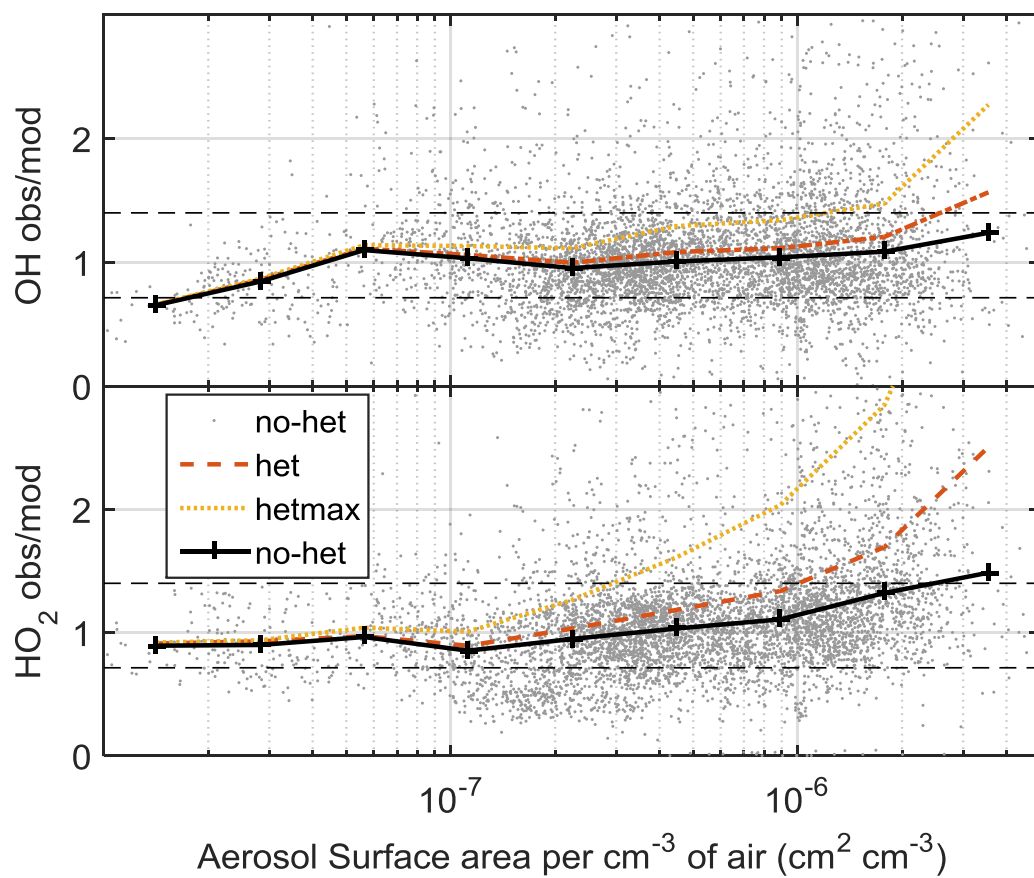 OH obs/mod
2
1
0
HO2 obs/mod
2
1
0
no-het
het
hetmax
no-het
10-7
10-6
Aerosol Surface area per cm-3 of air (cm2 cm-3)